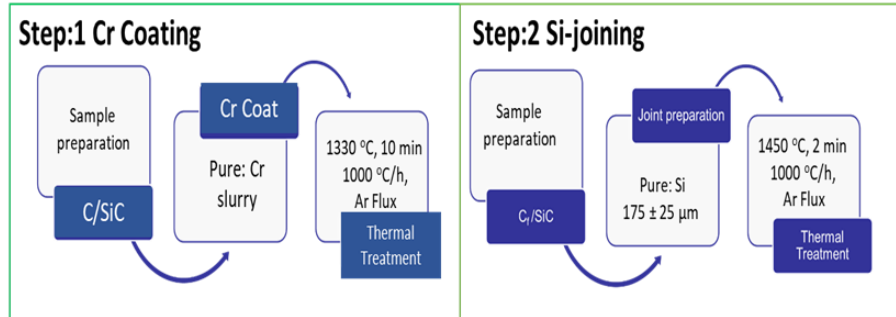 Step:1 Cr Coating
Sample
preparation
C/SiC
Cr Coat
Pure: Cr
slurry
1330 °C, 10 min
1000 °C/h,
Ar Flux
Thermal
Treatment
Step:2 Si-joining
Sample
preparation
Cf /SiC
Joint preparation
Pure: Si
175 ± 25 µm
1450 °C, 2 min
1000 °C/h,
Ar Flux
Thermal
Treatment